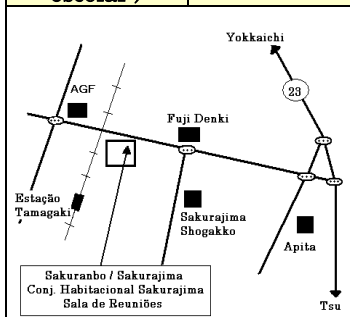 escolar )
Yokkaichi
23
AGF
Fuji Denki
Estação
Tamagaki
Sakurajima
Shogakko
Apita
Sakuranbo / Sakurajima
Conj. Habitacional Sakurajima
Sala de Reuniões
Tsu